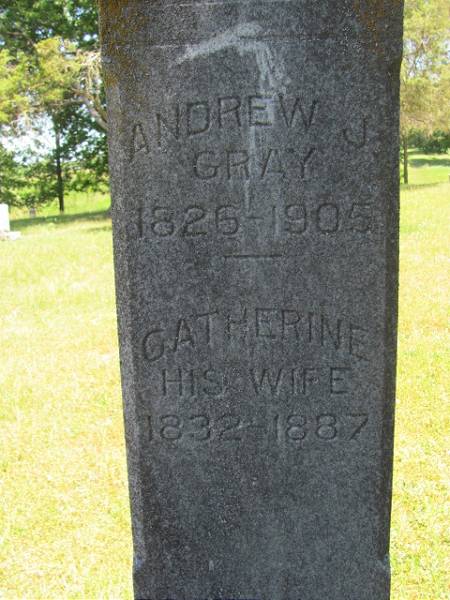 ANDREW J.
GRAY
1826-1905
CATHERINE
HIS WIFE
1832-1887